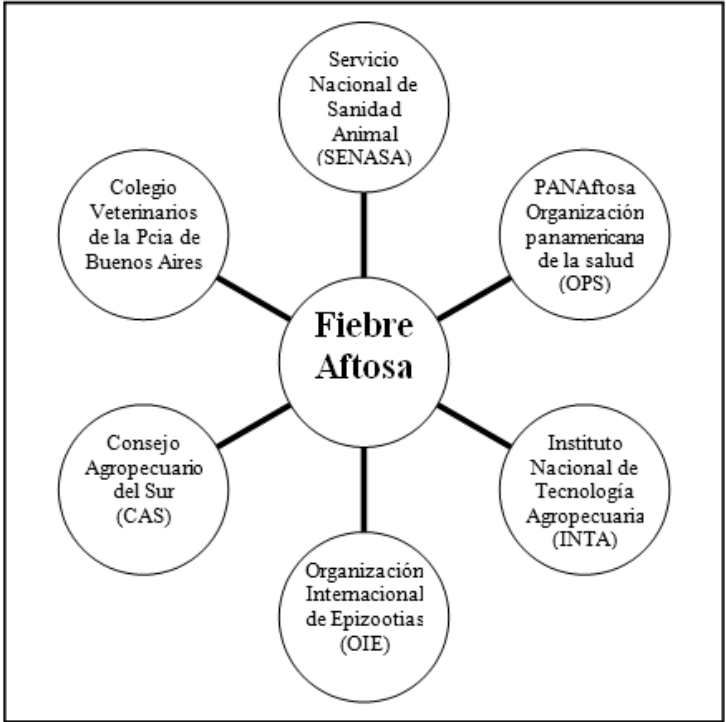 Servicio
Nacional de
Sanidad
Animal
(SENASA)
Colegio
Veterinarios
de la Pcia de
Buenos Aires
PANAftosa
Organización
panamericana
de la salud
(OPS)
Fiebre
Aftosa
Consejo
Agropecuario
del Sur
(CAS)
Instituto
Nacional de
Tecnología
Agropecuaria
(INTA)
Organización
Internacional
de Epizootias
(OIE)